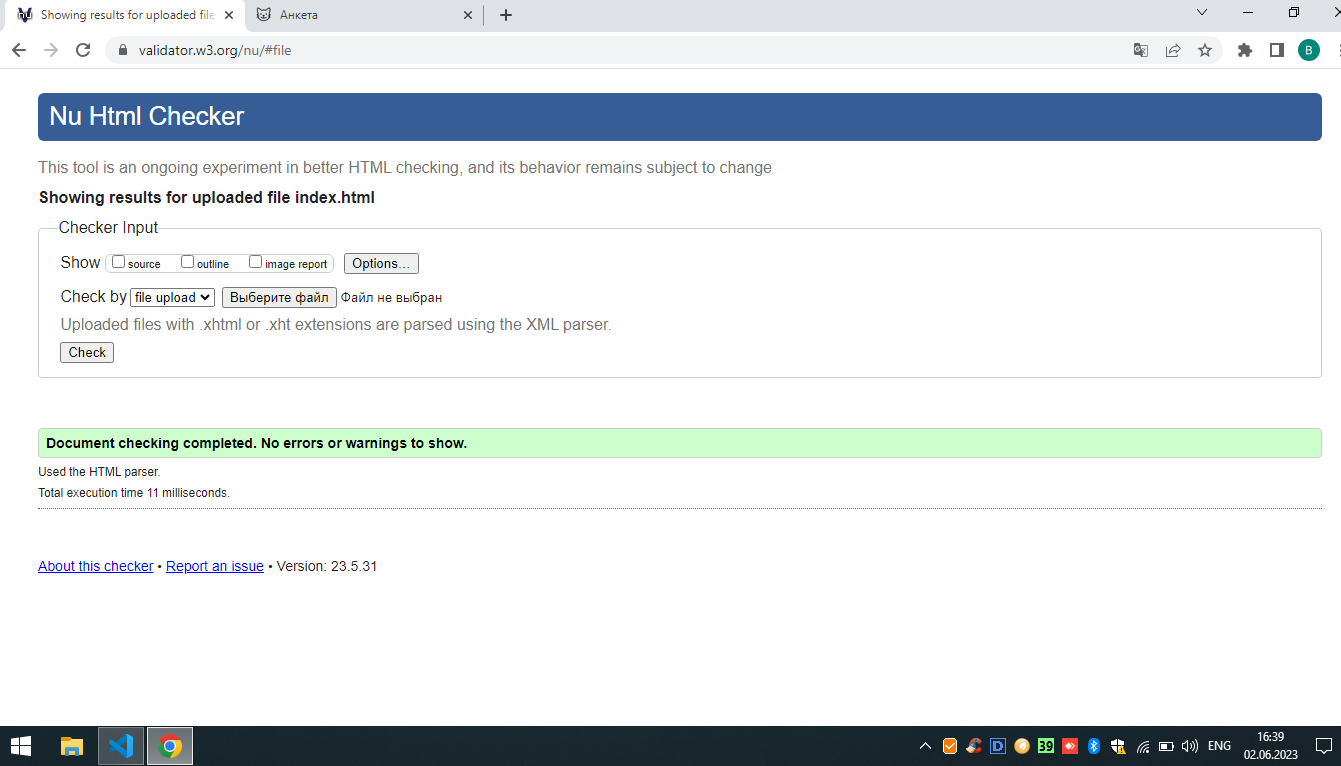 Showing results for uploaded file
Анкета
validator.w3.org/nu/#file
B
Nu Html Checker
This tool is an ongoing experiment in better HTML checking, and its behavior remains subject to change
Showing results for uploaded file index.html
Checker Input
Show source outline image report Options...
Check by file upload Выберите файл Файл не выбран
Uploaded files with .xhtml or .xht extensions are parsed using the XML parser.
Check
Document checking completed. No errors or warnings to show.
Used the HTML parser.
Total execution time 11 milliseconds.
About this checker • Report an issue • Version: 23.5.31
D 39 ENG 16:39
02.06.2023